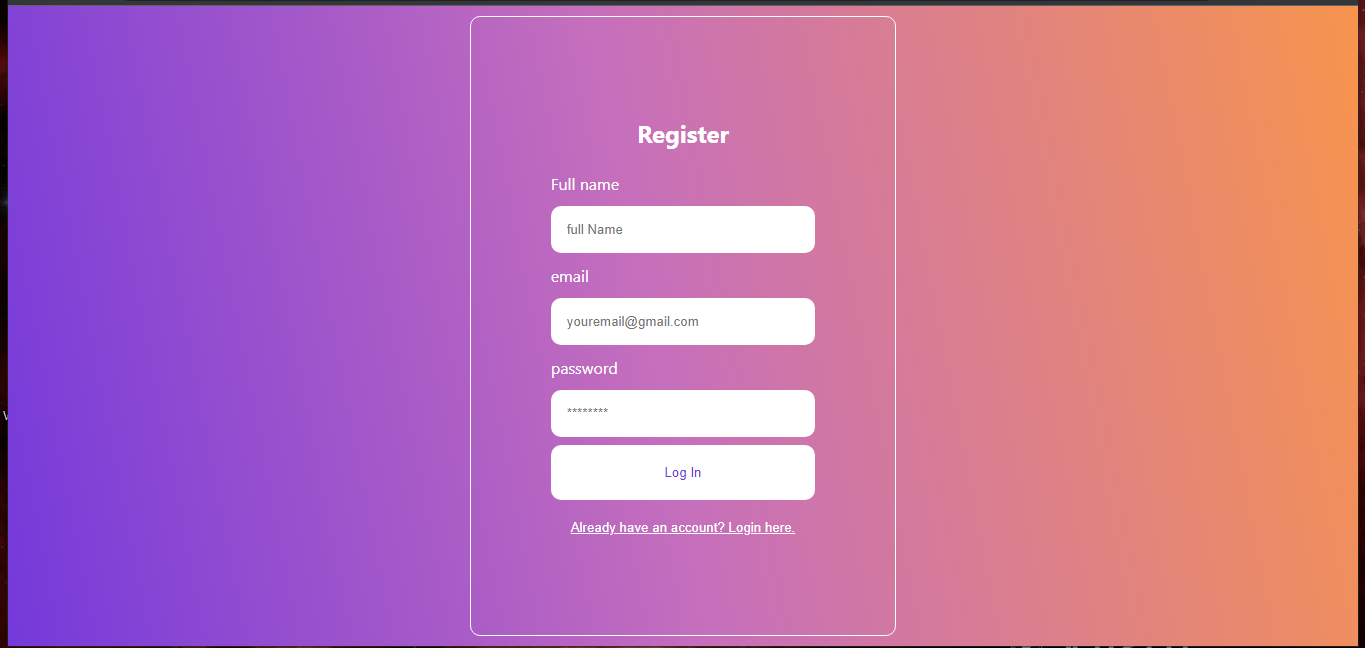 Register
Full name
full Name
email
youremail@gmail.com
password
********
Log In
Already have an account? Login here.